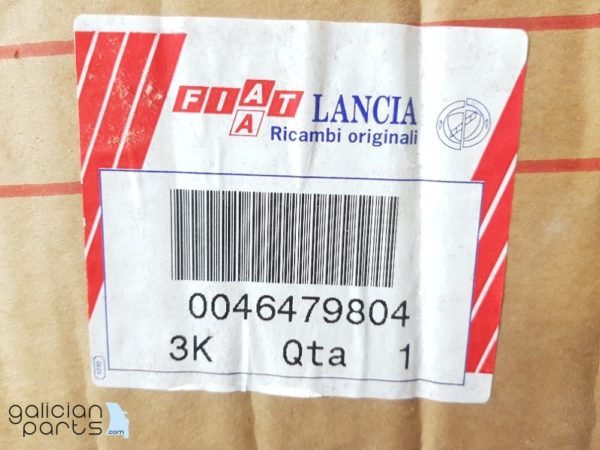 FIAT LANCIA
Ricambi originali
0046479804
3K Qta 1
galician
parts.com